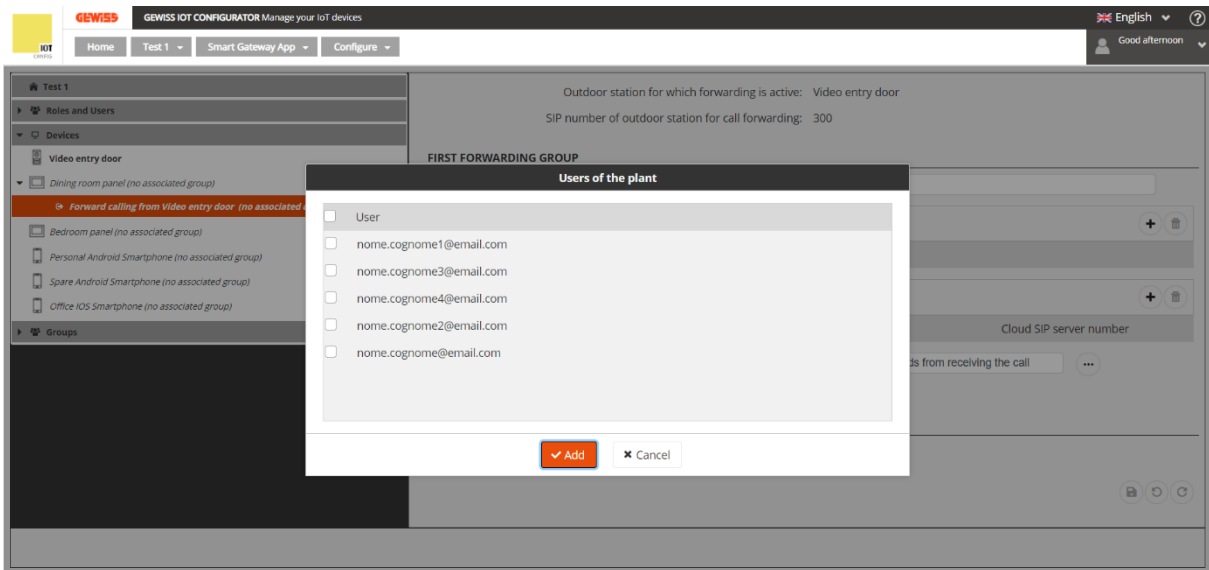 GEWISS GEWISS IOT CONFIGURATOR Manage your IoT devices English
IOT
Home Test 1 Smart Gateway App Configure Good afternoon
Test 1
Roles and Users
Devices
Video entry door
Dining room panel (no associated group)
Forward calling from Video entry door (no associated
Bedroom panel (no associated group)
Personal Android Smartphone (no associated group)
Spare Android Smartphone (no associated group)
Office IOS Smartphone (no associated group)
Groups
Outdoor station for which forwarding is active: Video entry door
SIP number of outdoor station for call forwarding: 300
FIRST FORWARDING GROUP
Users of the plant
User
nome.cognome1@email.com
nome.cognome3@email.com
nome.cognome4@email.com
nome.cognome2@email.com
nome.cognome@email.com
Add Cancel
Cloud SIP server number
ds from receiving the call